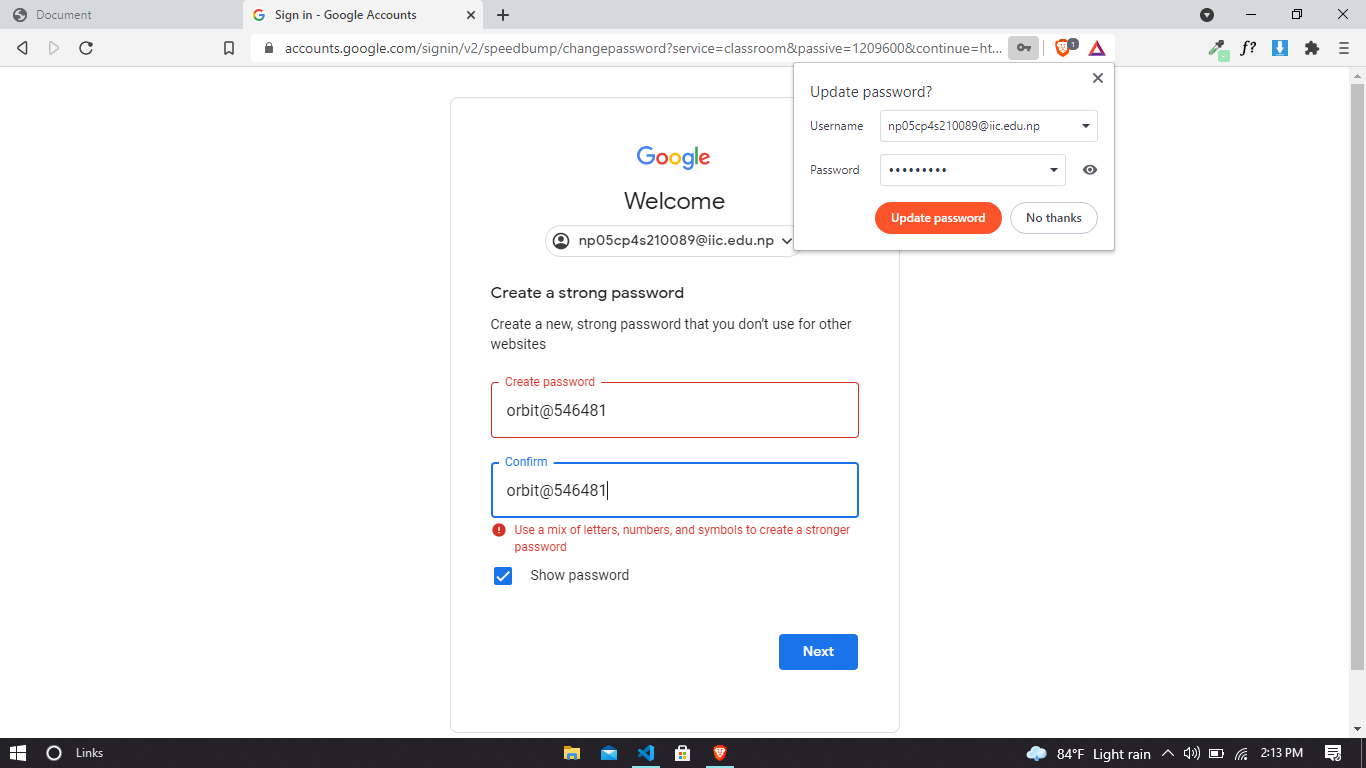 Document
Sign in - Google Accounts
accounts.google.com/signin/v2/speedbump/changepassword?service=classroom&passive=1209600&continue=ht...
1
f?
Update password?
Username
np05cp4s210089@iic.edu.np
Password
•••••••••
Update password
No thanks
Google
Welcome
np05cp4s210089@iic.edu.np
Create a strong password
Create a new, strong password that you don’t use for other
websites
Create password
orbit@546481
Confirm
orbit@546481
Use a mix of letters, numbers, and symbols to create a stronger
password
Show password
Next
Links
84°F Light rain
2:13 PM